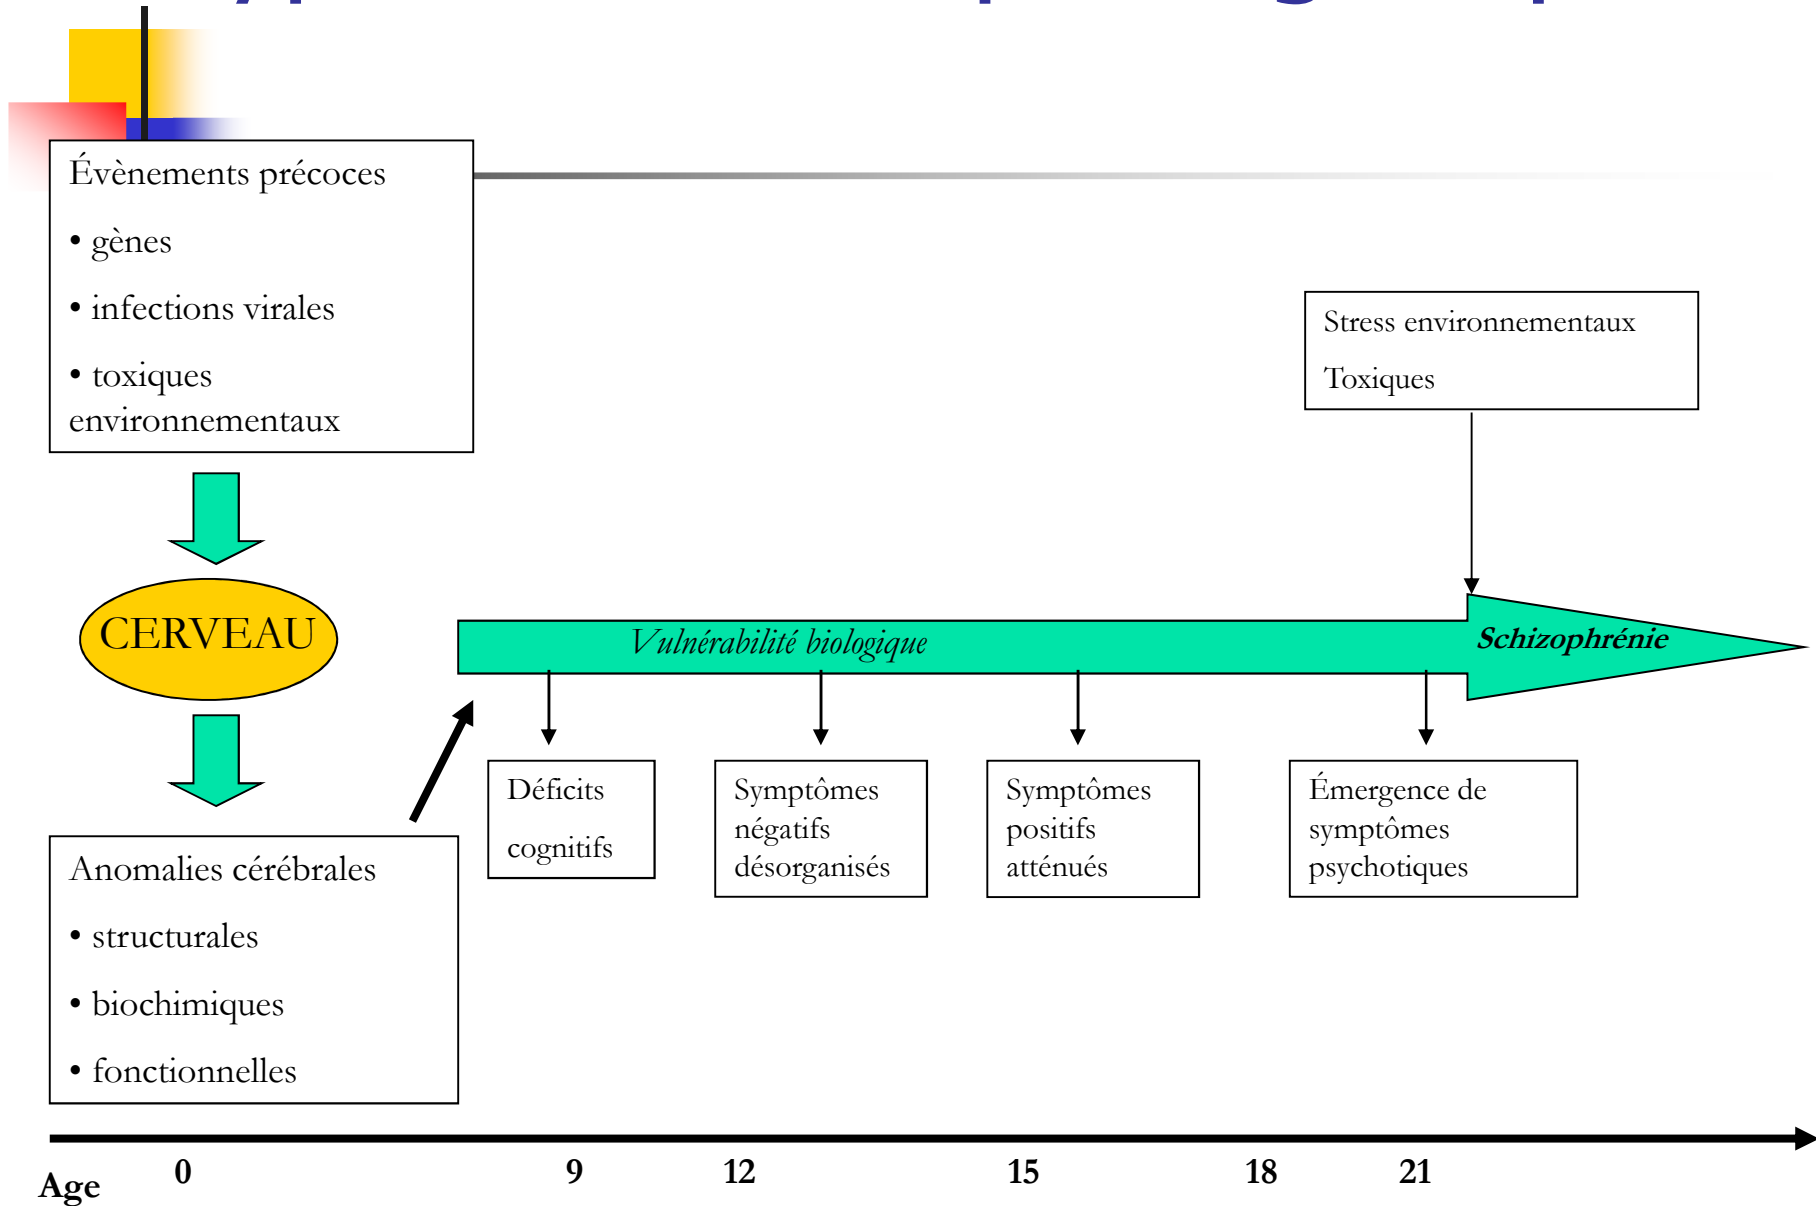 Évènements précoces
• gènes
• infections virales
• toxiques
environnementaux
Stress environnementaux
Toxiques
CERVEAU
Vulnérabilité biologique
Schizophrénie
Déficits
cognitifs
Symptômes
négatifs
désorganisés
Symptômes
positifs
atténués
Émergence de
symptômes
psychotiques
Anomalies cérébrales
• structurales
• biochimiques
• fonctionnelles
Age 0 9 12 15 18 21